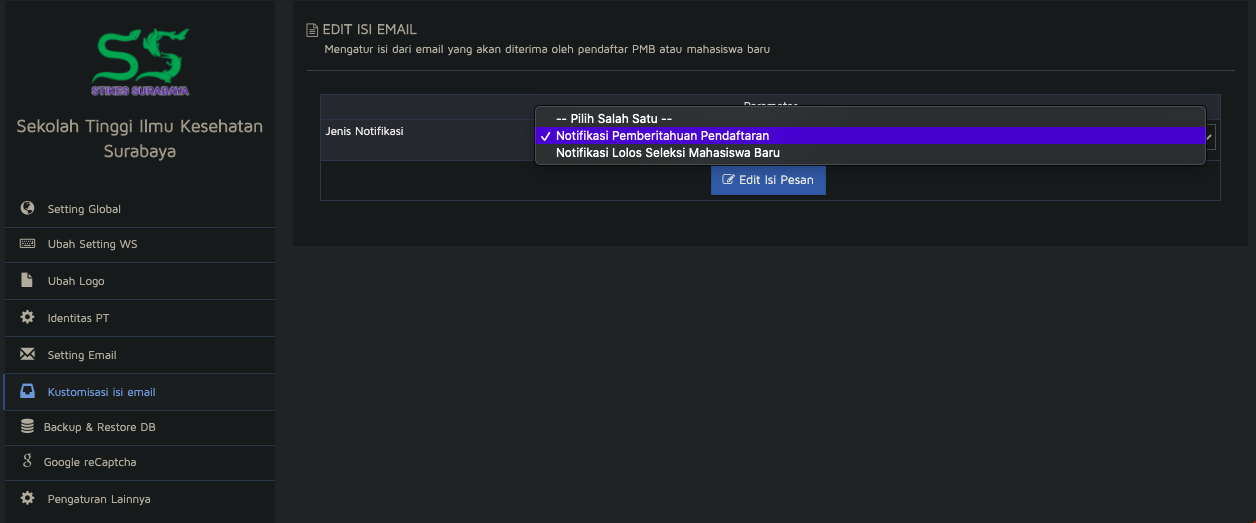 STIKES SURABAYA
Sekolah Tinggi Ilmu Kesehatan
Surabaya
Setting Global
Ubah Setting WS
Ubah Logo
Identitas PT
Setting Email
Kustomisasi isi email
Backup & Restore DB
Google reCaptcha
Pengaturan Lainnya
EDIT ISI EMAIL
Mengatur isi dari email yang akan diterima oleh pendaftar PMB atau mahasiswa baru
Parameter
Jenis Notifikasi
-- Pilih Salah Satu --
✓ Notifikasi Pemberitahuan Pendaftaran
Notifikasi Lolos Seleksi Mahasiswa Baru
Edit Isi Pesan